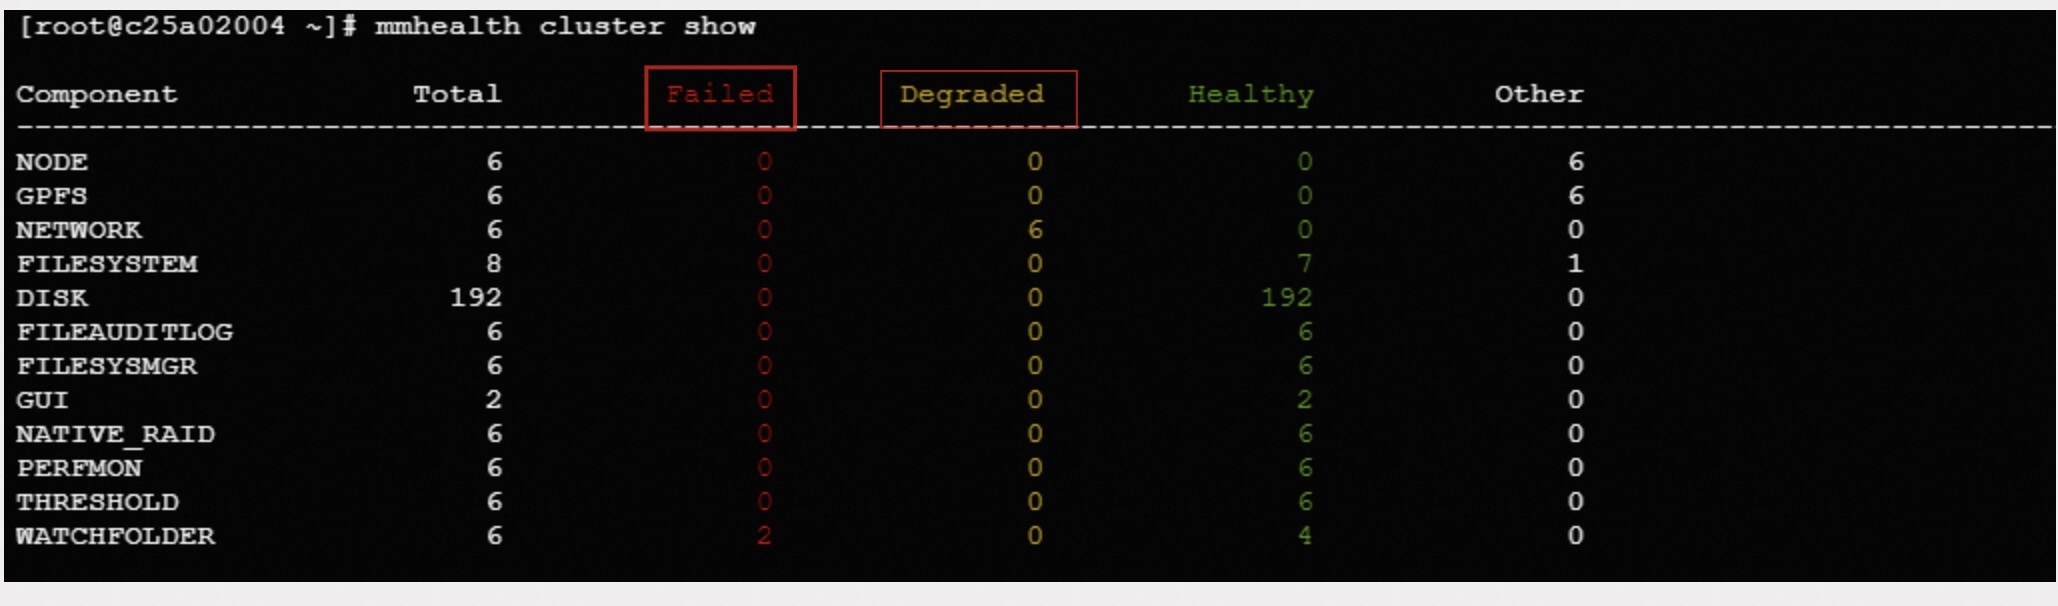 [root@c25a02004 ~]# mmhealth cluster show
Component Total Failed Degraded Healthy Other
--------------------------------------------------------------------------------------------------------------------
NODE 6 0 0 0 6
GPFS 6 0 0 0 6
NETWORK 6 0 6 0 0
FILESYSTEM 8 0 0 7 1
DISK 192 0 0 192 0
FILEAUDITLOG 6 0 0 6 0
FILESYSMGR 6 0 0 6 0
GUI 2 0 0 2 0
NATIVE_RAID 6 0 0 6 0
PERFMON 6 0 0 6 0
THRESHOLD 6 0 0 6 0
WATCHFOLDER 6 2 0 4 0